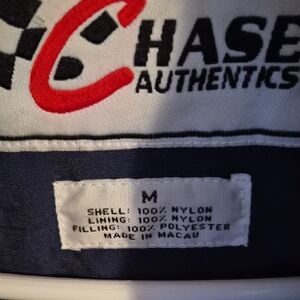 CHASE
AUTHENTICS
M
SHELL: 100% NYLON
LINING: 100% NYLON
FILLING: 100% POLYESTER
MADE IN MACAU